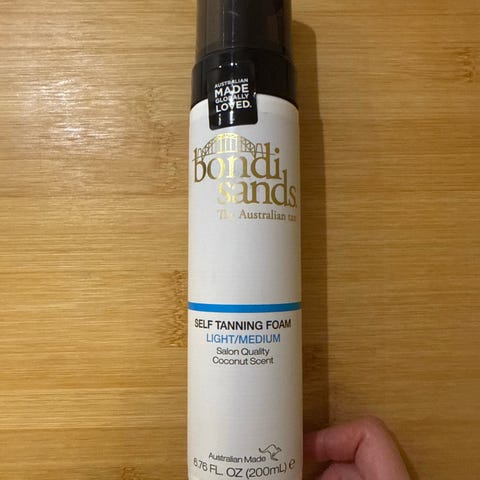 AUSTRALIAN
MADE
GLOBALLY
LOVED.
bondi
sands
The Australian tan
SELF TANNING FOAM
LIGHT/MEDIUM
Salon Quality
Coconut Scent
Australian Made
6.76 FL. OZ (200mL) e